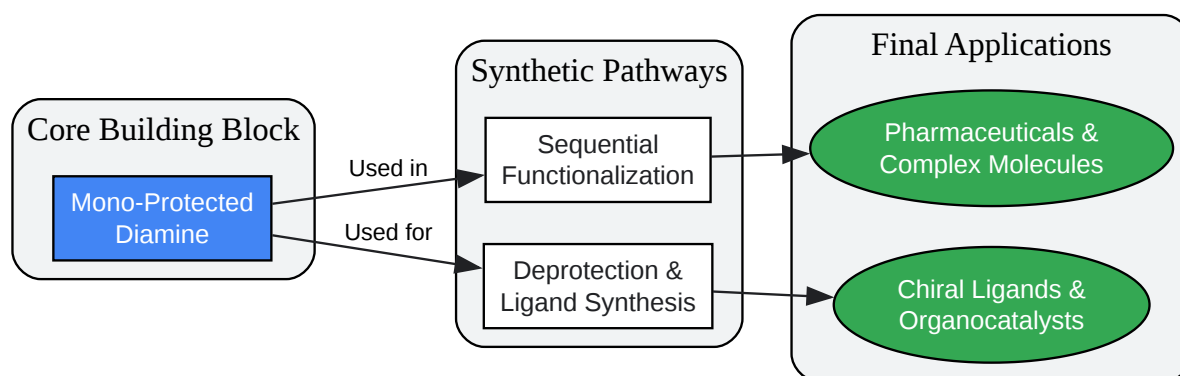 Core Building Block
Mono-Protected
Diamine
Used in
Used for
Synthetic Pathways
Sequential
Functionalization
Deprotection &
Ligand Synthesis
Final Applications
Pharmaceuticals &
Complex Molecules
Chiral Ligands &
Organocatalysts